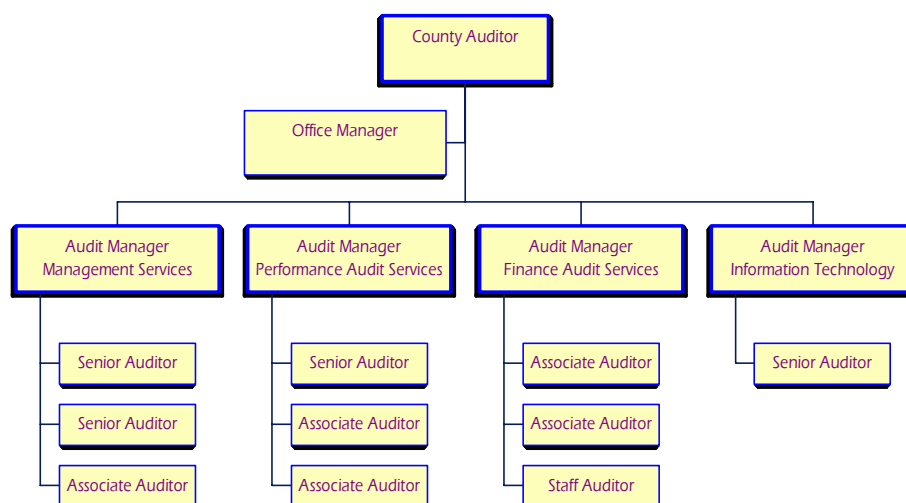 County Auditor
Office Manager
Audit Manager
Management Services
Audit Manager
Performance Audit Services
Audit Manager
Finance Audit Services
Audit Manager
Information Technology
Senior Auditor
Senior Auditor
Associate Auditor
Senior Auditor
Associate Auditor
Associate Auditor
Associate Auditor
Associate Auditor
Staff Auditor
Senior Auditor